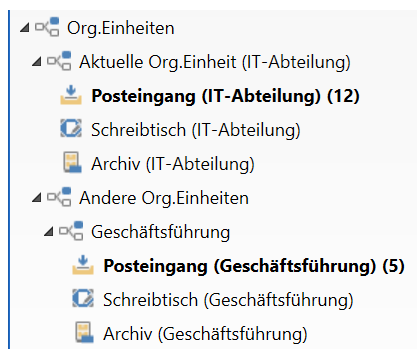 Org.Einheiten
Aktuelle Org.Einheit (IT-Abteilung)
Posteingang (IT-Abteilung) (12)
Schreibtisch (IT-Abteilung)
Archiv (IT-Abteilung)
Andere Org.Einheiten
Geschäftsführung
Posteingang (Geschäftsführung) (5)
Schreibtisch (Geschäftsführung)
Archiv (Geschäftsführung)